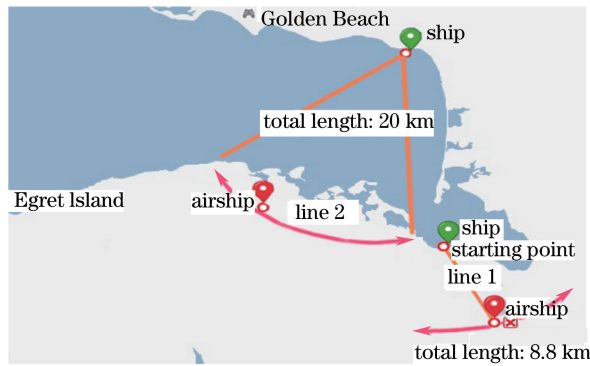 Golden Beach
ship
total length: 20 km
Egret Island
airship
line 2
ship
starting point
line 1
airship
total length: 8.8 km